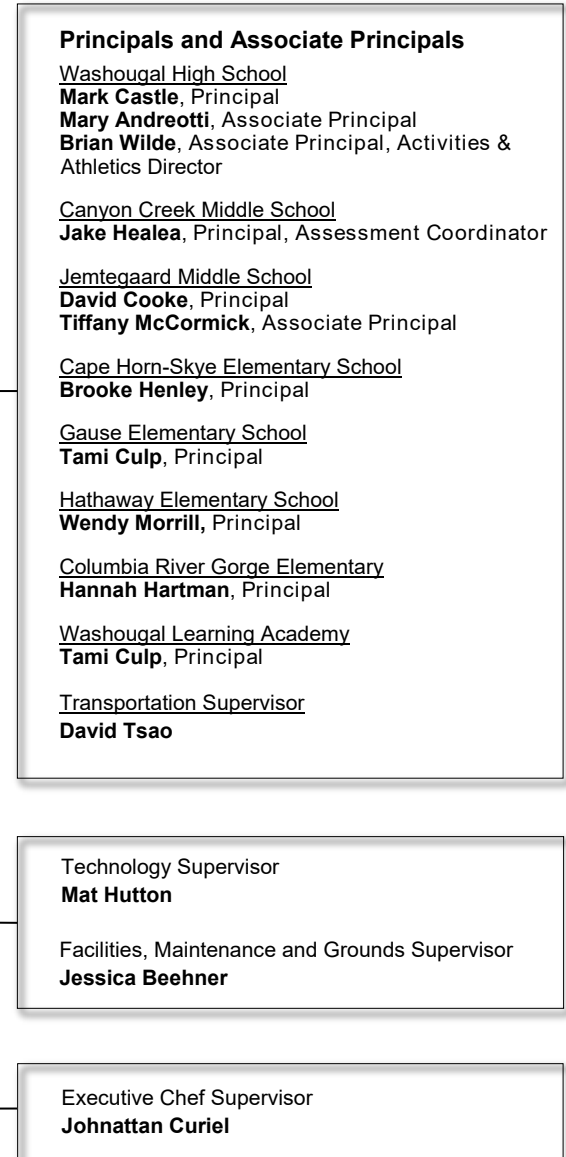 Principals and Associate Principals
Washougal High School
Mark Castle, Principal
Mary Andreotti, Associate Principal
Brian Wilde, Associate Principal, Activities &
Athletics Director
Canyon Creek Middle School
Jake Healea, Principal, Assessment Coordinator
Jemtegaard Middle School
David Cooke, Principal
Tiffany McCormick, Associate Principal
Cape Horn-Skye Elementary School
Brooke Henley, Principal
Gause Elementary School
Tami Culp, Principal
Hathaway Elementary School
Wendy Morrill, Principal
Columbia River Gorge Elementary
Hannah Hartman, Principal
Washougal Learning Academy
Tami Culp, Principal
Transportation Supervisor
David Tsao
Technology Supervisor
Mat Hutton
Facilities, Maintenance and Grounds Supervisor
Jessica Beehner
Executive Chef Supervisor
Johnattan Curiel